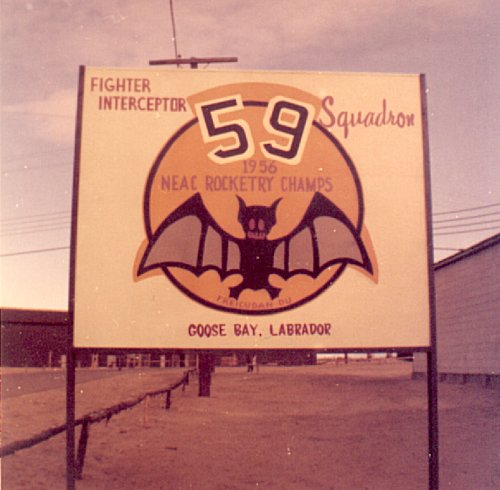 FIGHTER
INTERCEPTOR
59
Squadron
1956
NEAC ROCKETRY CHAMPS
GOOSE BAY, LABRADOR